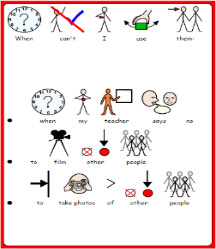 When can't I use them-
• when my teacher says no
• to film other people
• to take photos of other people